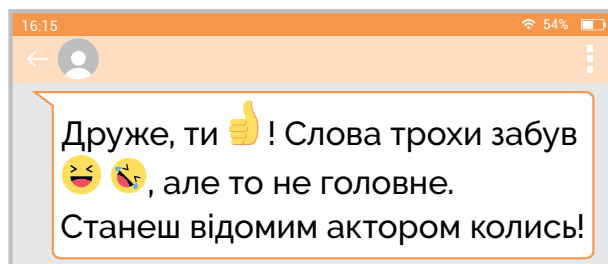 16:15 54%
Друже, ти 👍! Слова трохи забув
😆 🤣, але то не головне.
Станеш відомим актором колись!